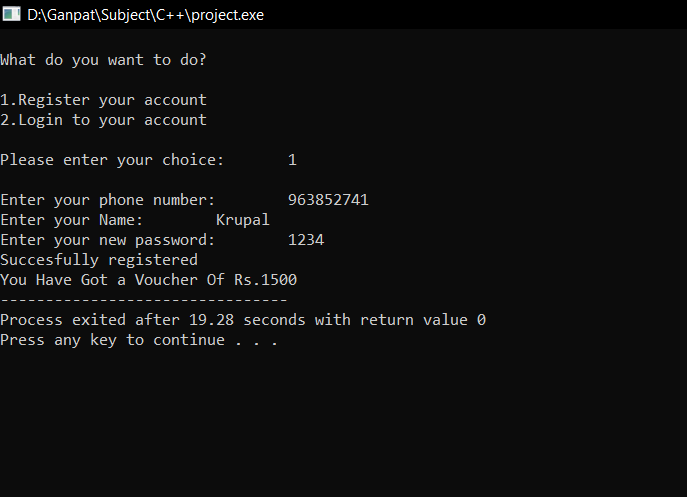 D:\Ganpat\Subject\C++\project.exe
What do you want to do?
1.Register your account
2.Login to your account
Please enter your choice:       1
Enter your phone number:        963852741
Enter your Name:        Krupal
Enter your new password:        1234
Succesfully registered
You Have Got a Voucher Of Rs.1500
--------------------------------
Process exited after 19.28 seconds with return value 0
Press any key to continue . . .